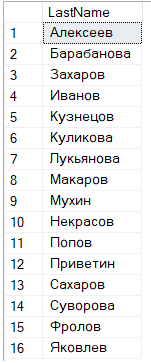 LastName
1 Алексеев
2 Барабанова
3 Захаров
4 Иванов
5 Кузнецов
6 Куликова
7 Лукьянова
8 Макаров
9 Мухин
10 Некрасов
11 Попов
12 Приветин
13 Сахаров
14 Суворова
15 Фролов
16 Яковлев